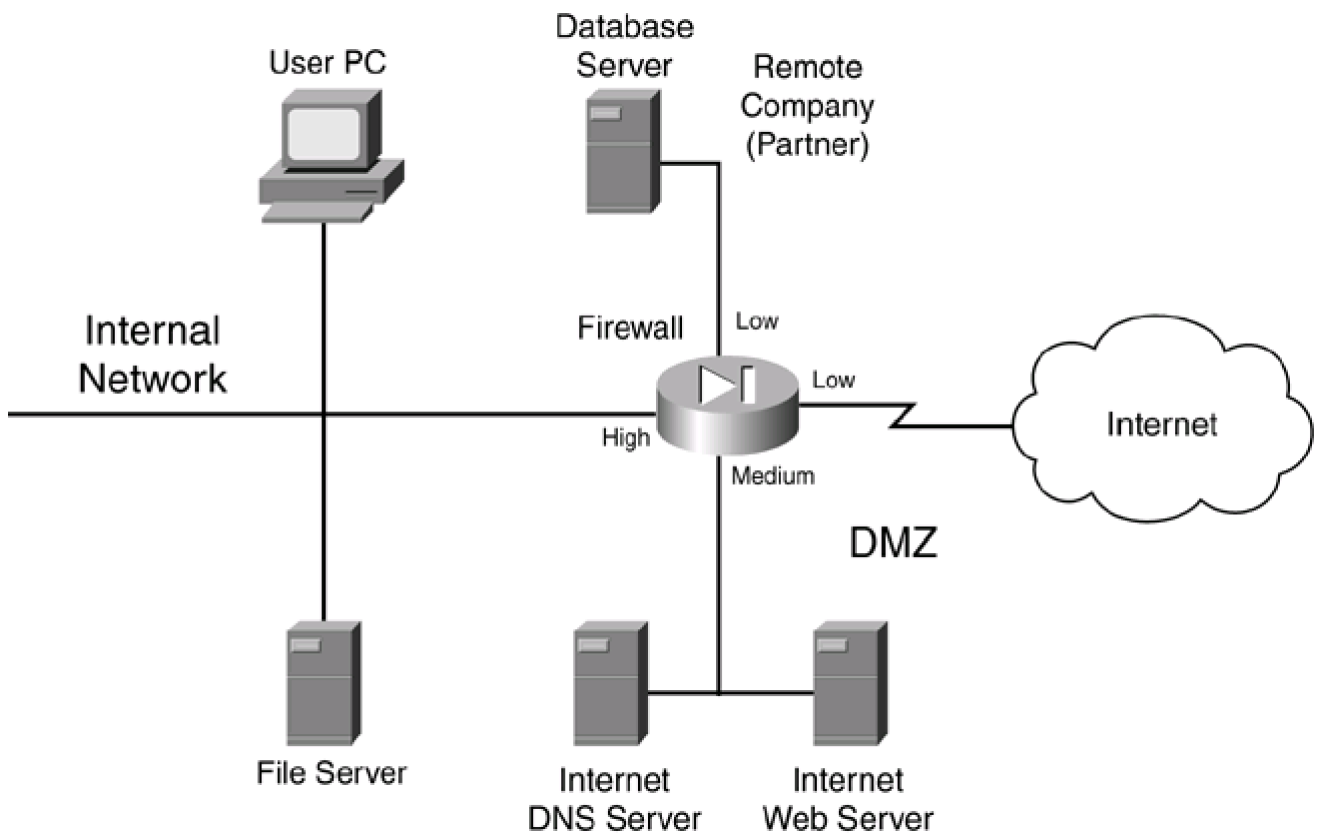 Database
Server
User PC
Remote
Company
(Partner)
Internal
Network
Firewall
Low
Low
High
Medium
Internet
DMZ
File Server
Internet
DNS Server
Internet
Web Server